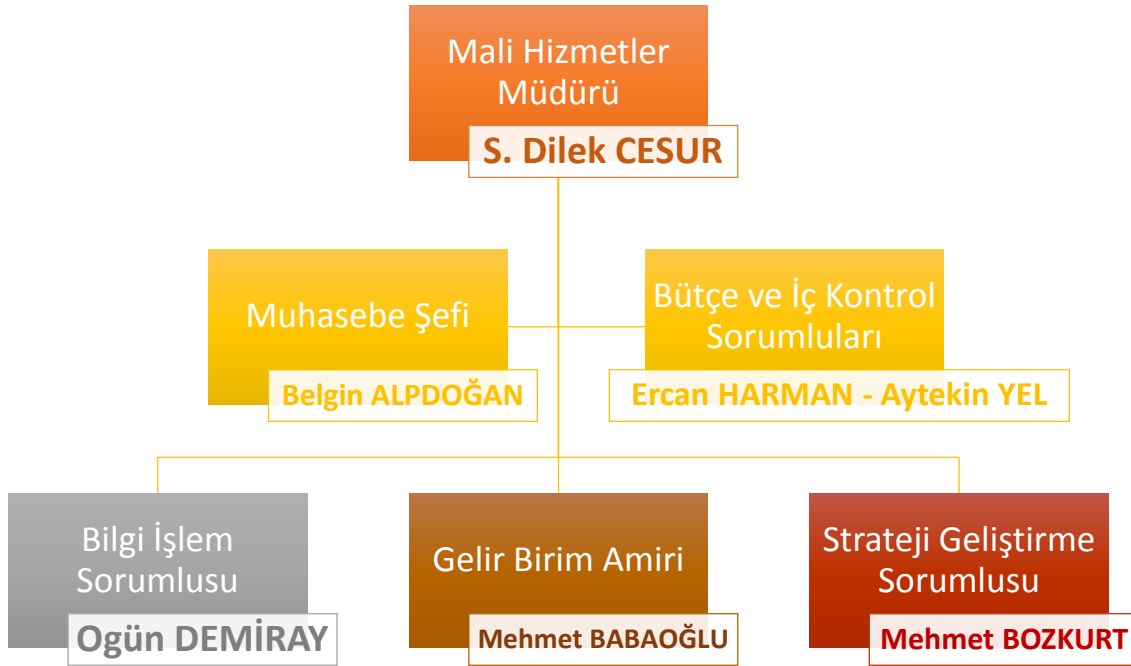 Mali Hizmetler
Müdürü
S. Dilek CESUR
Muhasebe Şefi
Belgin ALPDOĞAN
Bütçe ve İç Kontrol
Sorumluları
Ercan HARMAN - Aytekin YEL
Bilgi İşlem
Sorumlusu
Ogün DEMİRAY
Gelir Birim Amiri
Mehmet BABAOĞLU
Strateji Geliştirme
Sorumlusu
Mehmet BOZKURT